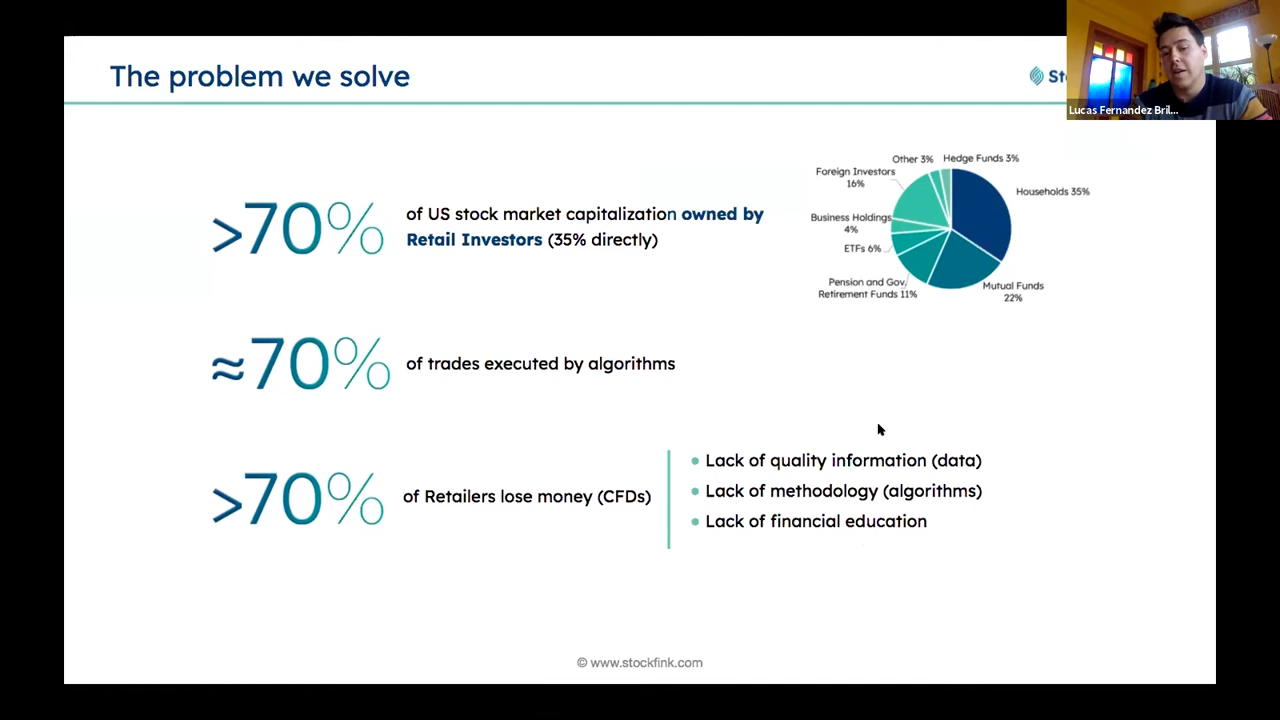 The problem we solve
Lucas Fernandez Bril...
>70%
of US stock market capitalization owned by
Retail Investors (35% directly)
Other 3%
Hedge Funds 3%
Foreign Investors
16%
Households 35%
Business Holdings
4%
ETFs 6%
Pension and Gov.
Retirement Funds 11%
Mutual Funds
22%
≈70%
of trades executed by algorithms
>70%
of Retailers lose money (CFDs)
• Lack of quality information (data)
• Lack of methodology (algorithms)
• Lack of financial education
© www.stockfink.com